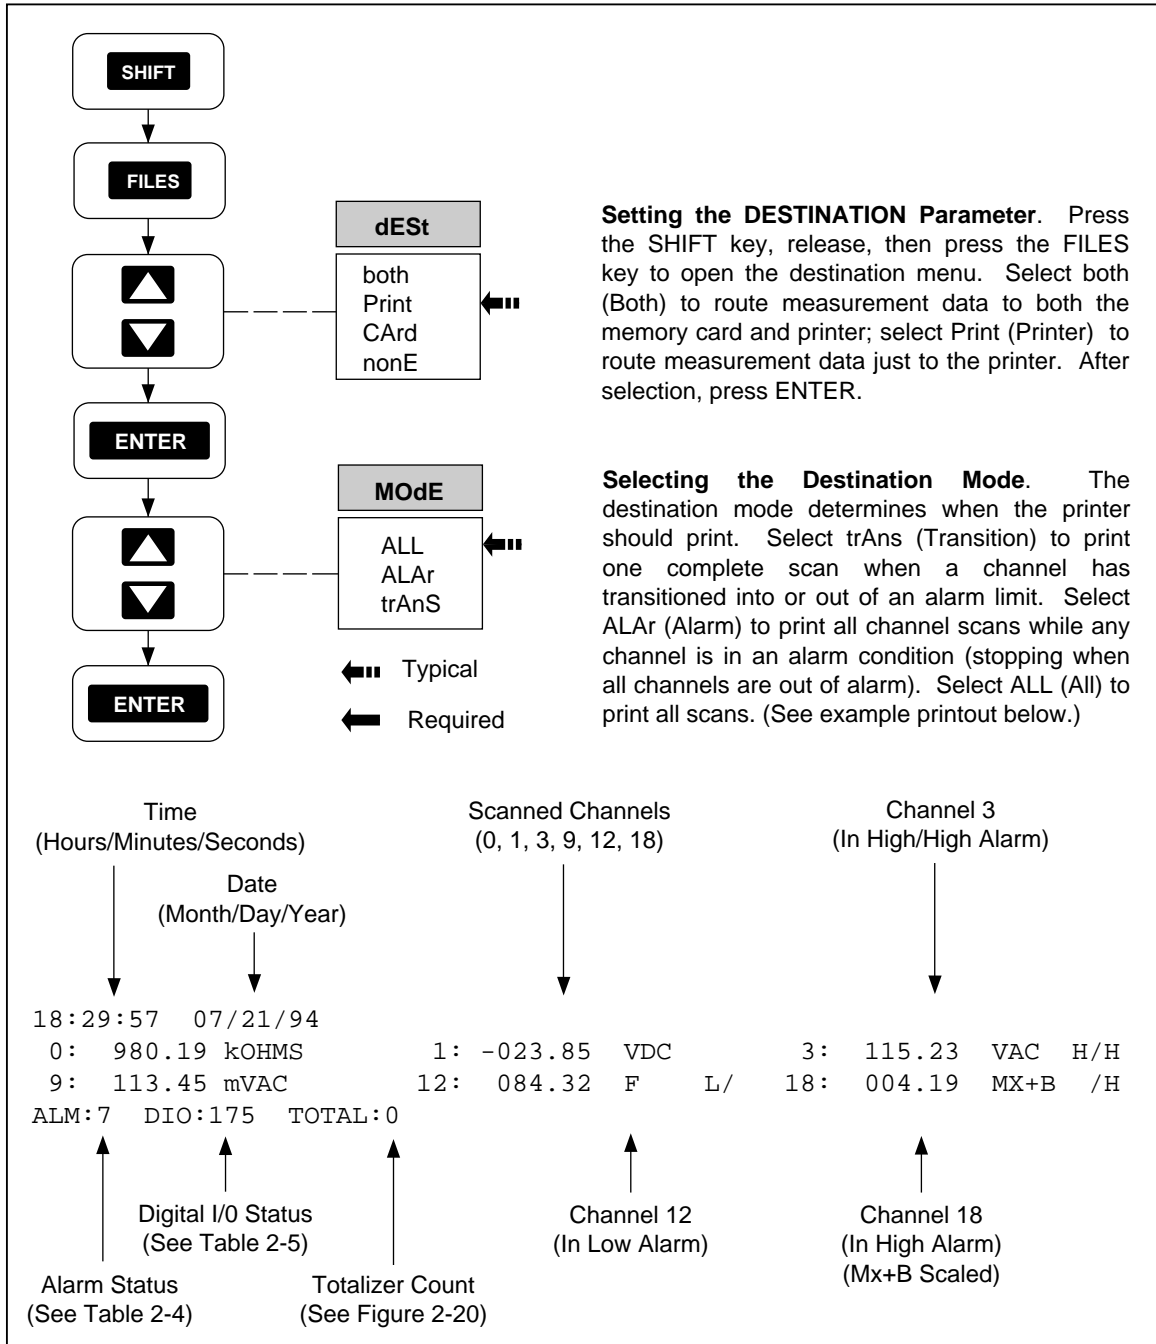 SHIFT
FILES
dESt
both
Print
CArd
nonE
ENTER
MOdE
ALL
ALAr
trAnS
ENTER
Typical
Required
Setting the DESTINATION Parameter. Press
the SHIFT key, release, then press the FILES
key to open the destination menu. Select both
(Both) to route measurement data to both the
memory card and printer; select Print (Printer) to
route measurement data just to the printer. After
selection, press ENTER.
Selecting the Destination Mode. The
destination mode determines when the printer
should print. Select trAns (Transition) to print
one complete scan when a channel has
transitioned into or out of an alarm limit. Select
ALAr (Alarm) to print all channel scans while any
channel is in an alarm condition (stopping when
all channels are out of alarm). Select ALL (All) to
print all scans. (See example printout below.)
Time
(Hours/Minutes/Seconds)
Date
(Month/Day/Year)
Scanned Channels
(0, 1, 3, 9, 12, 18)
Channel 3
(In High/High Alarm)
18:29:57 07/21/94
0: 980.19 kOHMS 1: -023.85 VDC 3: 115.23 VAC H/H
9: 113.45 mVAC 12: 084.32 F L/ 18: 004.19 MX+B /H
ALM:7 DIO:175 TOTAL:0
Digital I/0 Status
(See Table 2-5)
Alarm Status
(See Table 2-4)
Totalizer Count
(See Figure 2-20)
Channel 12
(In Low Alarm)
Channel 18
(In High Alarm)
(Mx+B Scaled)